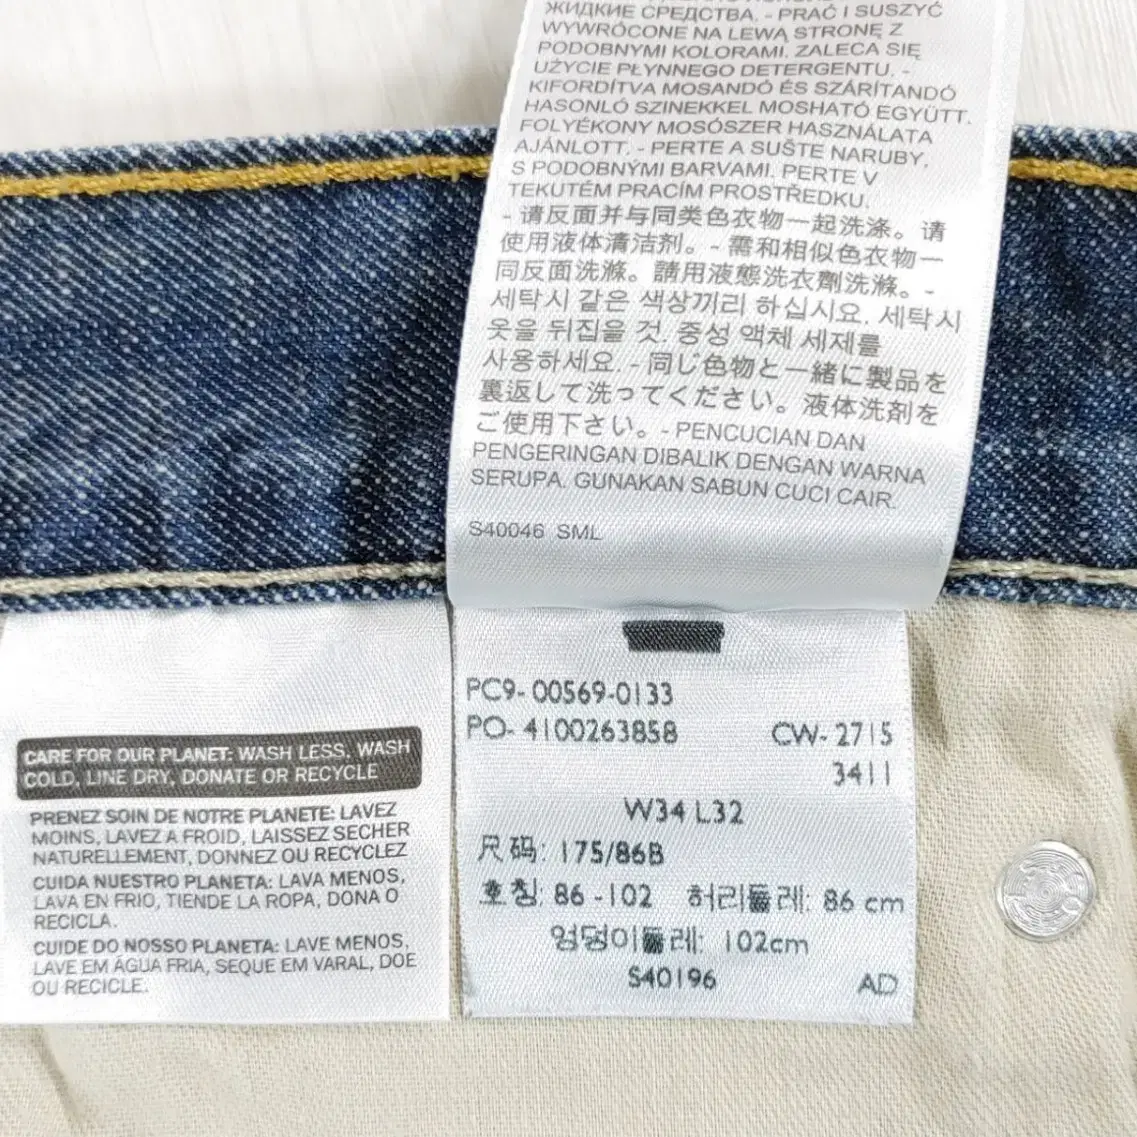 ЖИДКИЕ СРЕДСТВА. - PRAĆ I SUSZYĆ
WYWRÓCONE NA LEWĄ STRONĘ Z
PODOBNYMI KOLORAMI. ZALECA SIĘ
UŻYCIE PŁYNNEGO DETERGENTU. -
KIFORDÍTVA MOSANDÓ ÉS SZÁRÍTANDÓ
HASONLÓ SZINEKKEL MOSHATÓ EGYÜTT.
FOLYÉKONY MOSÓSZER HASZNÁLATA
AJÁNLOTT. - PERTE A SUŠTE NARUBY,
S PODOBNÝMI BARVAMI. PERTE V
TEKUTÉM PRACÍM PROSTŘEDKU.
- 请反面并与同类色衣物一起洗涤。请
使用液体清洁剂。- 需和相似色衣物一
同反面洗滌。請用液態洗衣劑洗滌。-
세탁시 같은 색상끼리 하십시요. 세탁시
옷을 뒤집을 것. 중성 액체 세제를
사용하세요. - 同じ色物と一緒に製品を
裏返して洗ってください。液体洗剤を
ご使用下さい。- PENCUCIAN DAN
PENGERINGAN DIBALIK DENGAN WARNA
SERUPA. GUNAKAN SABUN CUCI CAIR.
S40046 SML
CARE FOR OUR PLANET: WASH LESS, WASH
COLD, LINE DRY, DONATE OR RECYCLE
PRENEZ SOIN DE NOTRE PLANETE: LAVEZ
MOINS, LAVEZ A FROID, LAISSEZ SECHER
NATURELLEMENT, DONNEZ OU RECYCLEZ
CUIDA NUESTRO PLANETA: LAVA MENOS,
LAVA EN FRIO, TIENDE LA ROPA, DONA O
RECICLA.
CUIDE DO NOSSO PLANETA: LAVE MENOS,
LAVE EM ÁGUA FRIA, SEQUE EM VARAL, DOE
OU RECICLE.
PC9- 00569-0133
PO- 4100263858 CW- 2715
3411
W34 L32
尺码: 175/86B
호칭: 86 -102 허리둘레: 86 cm
엉덩이둘레: 102cm
S40196 AD